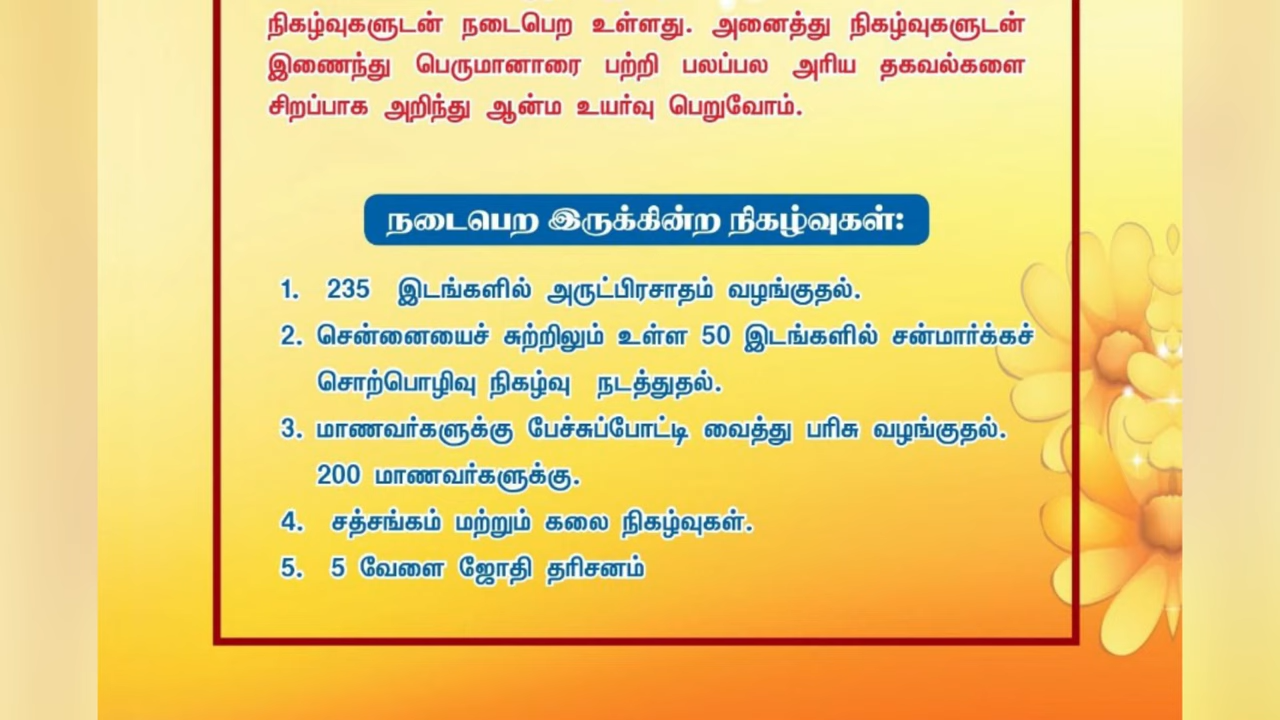 நிகழ்வுகளுடன் நடைபெற உள்ளது. அனைத்து நிகழ்வுகளுடன்
இணைந்து பெருமானாரை பற்றி பலப்பல அரிய தகவல்களை
சிறப்பாக அறிந்து ஆன்ம உயர்வு பெறுவோம்.
நடைபெற இருக்கின்ற நிகழ்வுகள்:
1. 235 இடங்களில் அருட்பிரசாதம் வழங்குதல்.
2. சென்னையைச் சுற்றிலும் உள்ள 50 இடங்களில் சன்மார்க்கச்
சொற்பொழிவு நிகழ்வு நடத்துதல்.
3. மாணவர்களுக்கு பேச்சுப்போட்டி வைத்து பரிசு வழங்குதல்.
200 மாணவர்களுக்கு.
4. சத்சங்கம் மற்றும் கலை நிகழ்வுகள்.
5. 5 வேளை ஜோதி தரிசனம்